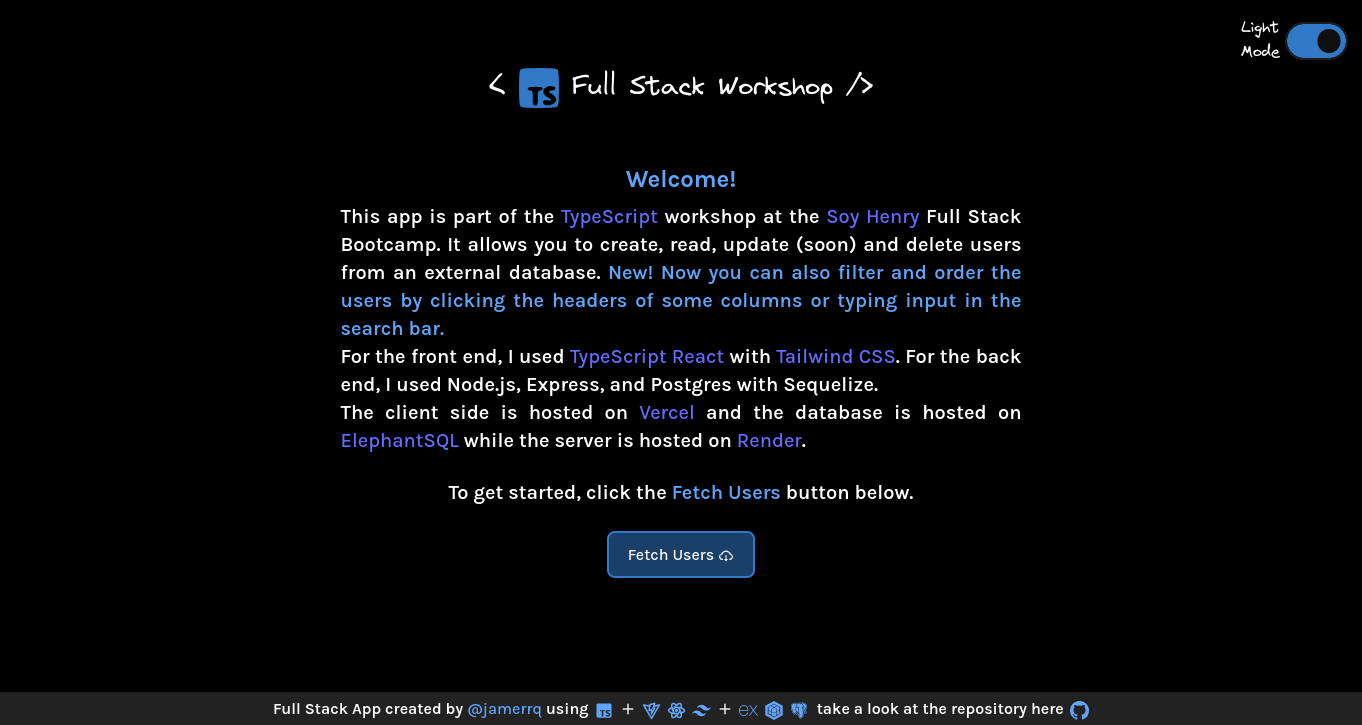 Light
Mode
< TS Full Stack Workshop />
Welcome!
This app is part of the TypeScript workshop at the Soy Henry Full Stack
Bootcamp. It allows you to create, read, update (soon) and delete users
from an external database. New! Now you can also filter and order the
users by clicking the headers of some columns or typing input in the
search bar.
For the front end, I used TypeScript React with Tailwind CSS. For the back
end, I used Node.js, Express, and Postgres with Sequelize.
The client side is hosted on Vercel and the database is hosted on
ElephantSQL while the server is hosted on Render.
To get started, click the Fetch Users button below.
Fetch Users
Full Stack App created by @jamerrq using TS + + ex take a look at the repository here